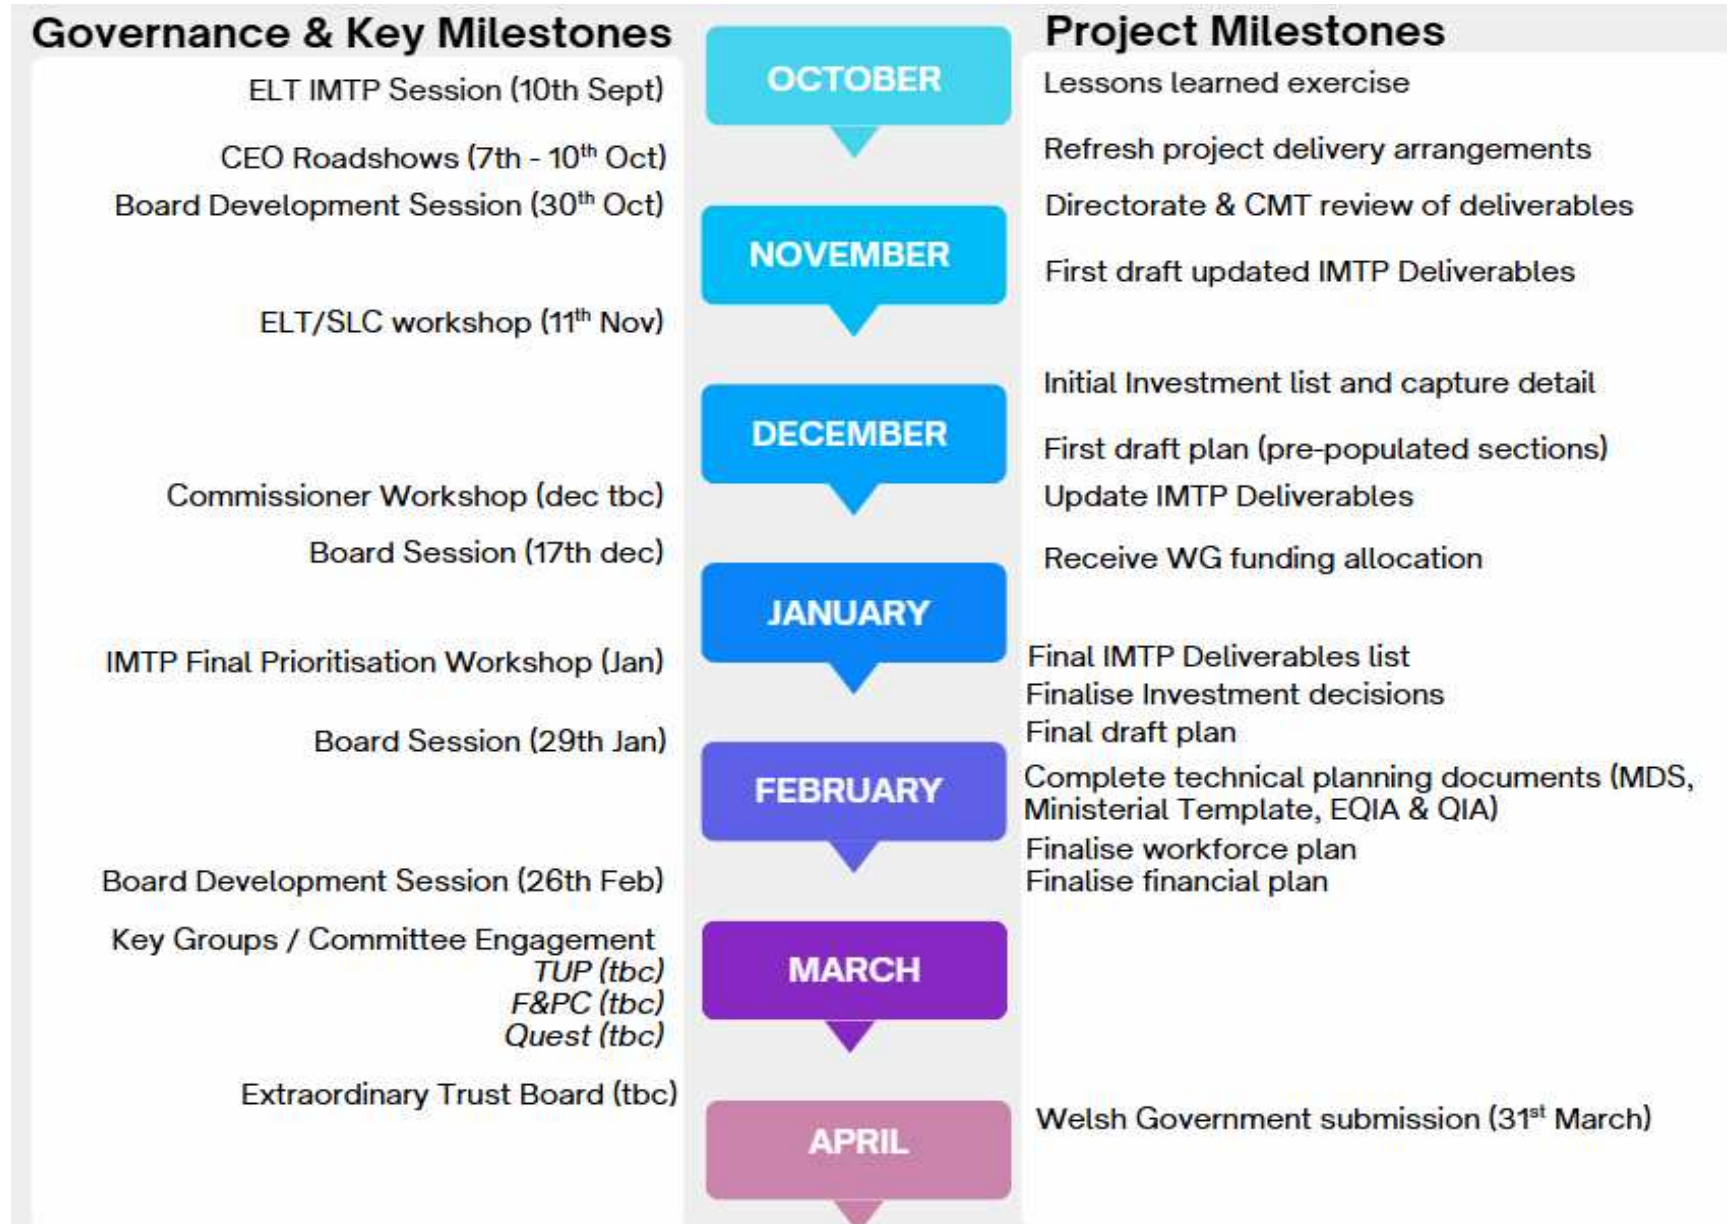 Governance & Key Milestones
ELT IMTP Session (10th Sept)
CEO Roadshows (7th - 10th Oct)
Board Development Session (30th Oct)
ELT/SLC workshop (11th Nov)
Commissioner Workshop (dec tbc)
Board Session (17th dec)
IMTP Final Prioritisation Workshop (Jan)
Board Session (29th Jan)
Board Development Session (26th Feb)
Key Groups / Committee Engagement
TUP (tbc)
F&PC (tbc)
Quest (tbc)
Extraordinary Trust Board (tbc)
OCTOBER
NOVEMBER
DECEMBER
JANUARY
FEBRUARY
MARCH
APRIL
Project Milestones
Lessons learned exercise
Refresh project delivery arrangements
Directorate & CMT review of deliverables
First draft updated IMTP Deliverables
Initial Investment list and capture detail
First draft plan (pre-populated sections)
Update IMTP Deliverables
Receive WG funding allocation
Final IMTP Deliverables list
Finalise Investment decisions
Final draft plan
Complete technical planning documents (MDS,
Ministerial Template, EQIA & QIA)
Finalise workforce plan
Finalise financial plan
Welsh Government submission (31st March)